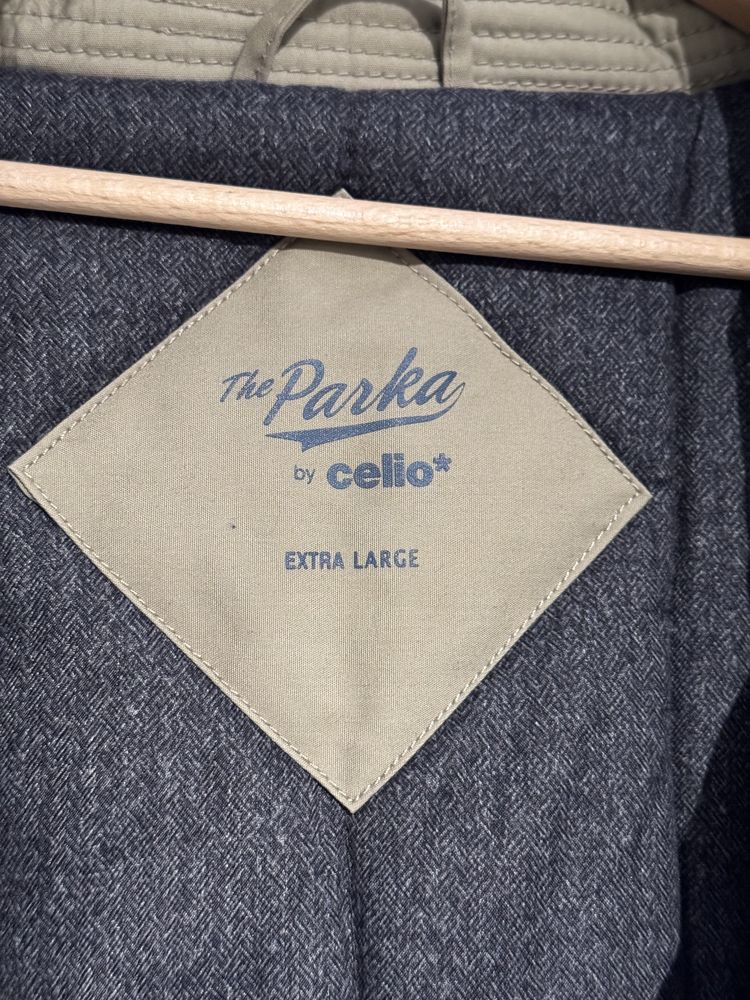 The Parka
by celio*
EXTRA LARGE